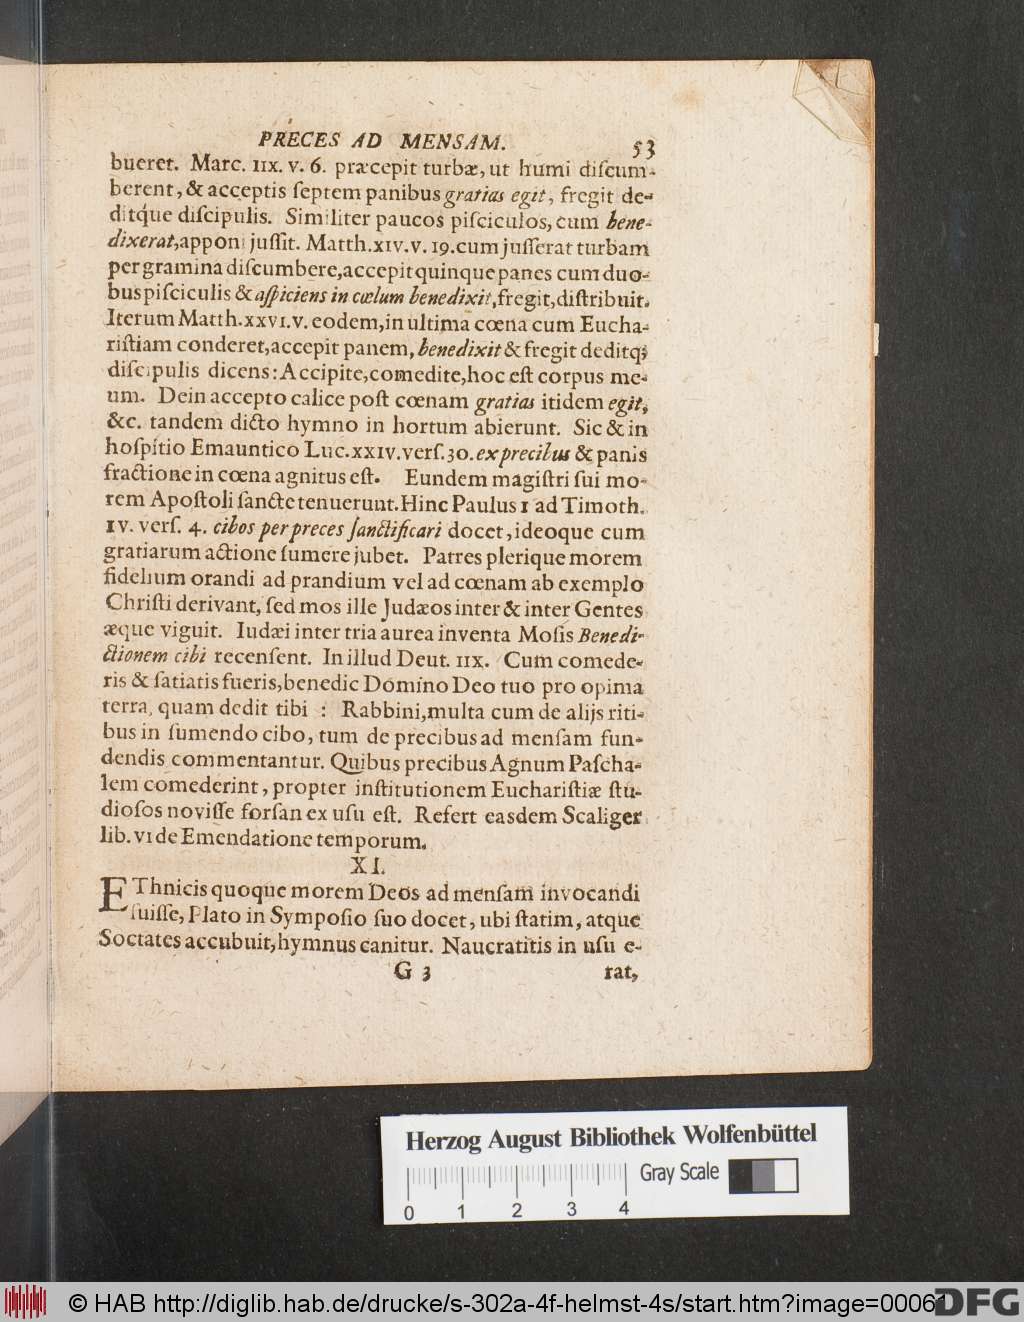 PRECES AD MENSAM. 53
bueret. Marc. IIX. v. 6. præcepit turbæ, ut humi diſcum-
berent, & acceptis ſeptem panibus gratias egit, fregit de-
ditque diſcipulis. Similiter paucos piſciculos, cum bene-
dixerat, apponi juſſit. Matth. XIV. v. 19. cum juſſerat turbam
per gramina diſcumbere, accepit quinque panes cum duo-
bus piſciculis & aſpiciens in cœlum benedixit, fregit, diſtribuit.
Iterum Matth. XXVI. v. eodem, in ultima cœna cum Eucha-
riſtiam conderet, accepit panem, benedixit & fregit deditq;
diſcipulis dicens: Accipite, comedite, hoc eſt corpus me-
um. Dein accepto calice poſt cœnam gratias itidem egit,
&c. tandem dicto hymno in hortum abierunt. Sic & in
hoſpitio Emauntico Luc. XXIV. verſ. 30. ex precibus & panis
fractione in cœna agnitus eſt. Eundem magiſtri ſui mo-
rem Apoſtoli ſancte tenuerunt. Hinc Paulus 1 ad Timoth.
IV. verſ. 4. cibos per preces ſanctificari docet, ideoque cum
gratiarum actione ſumere jubet. Patres plerique morem
fidelium orandi ad prandium vel ad cœnam ab exemplo
Chriſti derivant, ſed mos ille Judæos inter & inter Gentes
æque viguit. Iudæi inter tria aurea inventa Moſis Benedi-
ctionem cibi recenſent. In illud Deut. IIX. Cum comede-
ris & ſatiatis fueris, benedic Domino Deo tuo pro opima
terra, quam dedit tibi : Rabbini, multa cum de alijs riti-
bus in ſumendo cibo, tum de precibus ad menſam fun-
dendis commentantur. Quibus precibus Agnum Paſcha-
lem comederint, propter inſtitutionem Euchariſtiæ ſtu-
dioſos noviſſe forſan ex uſu eſt. Refert easdem Scaliger
lib. VI de Emendatione temporum.
XI.
EThnicis quoque morem Deos ad menſam invocandi
fuiſſe, Plato in Sympoſio ſuo docet, ubi ſtatim, atque
Soctates accubuit, hymnus canitur. Naucratitis in uſu e-
G 3 rat,
Herzog August Bibliothek Wolfenbüttel
Gray Scale
0 1 2 3 4
© HAB http://diglib.hab.de/drucke/s-302a-4f-helmst-4s/start.htm?image=00061
DFG